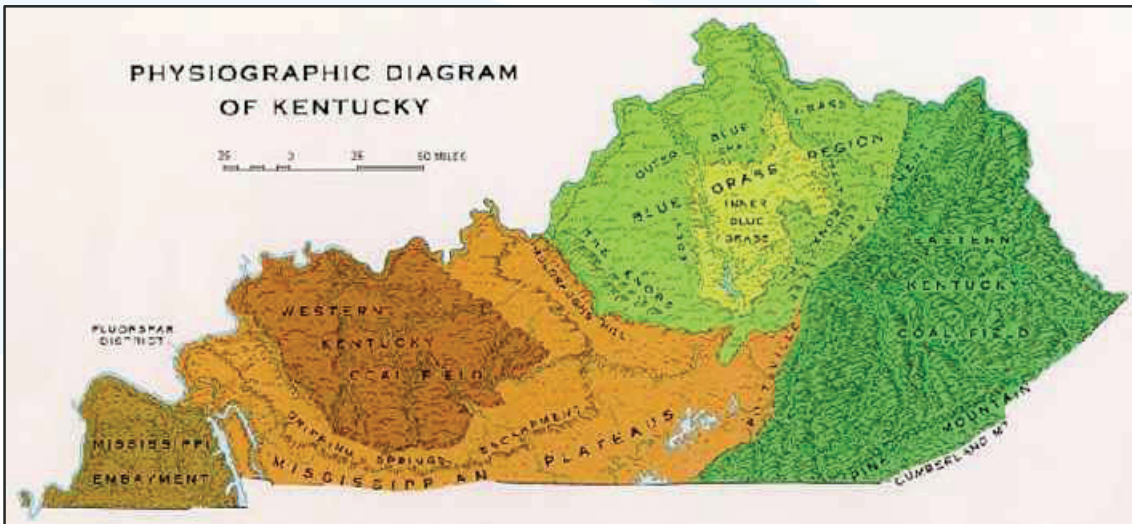 PHYSIOGRAPHIC DIAGRAM
OF KENTUCKY
25 0 25 50 MILES
OUTER
BLUE
GRASS
BLUE
GRASS
REGION
INNER
BLUE
GRASS
THE KNOBS
KNOBS
MULDRAUGHS HILL
EASTERN
KENTUCKY
COAL FIELD
WESTERN
KENTUCKY
COAL FIELD
FLUORSPAR
DISTRICT
MISSISSIPPI
EMBAYMENT
DRIPPING SPRINGS ESCARPMENT
MISSISSIPPIAN PLATEAUS
PINE MOUNTAIN
CUMBERLAND MT